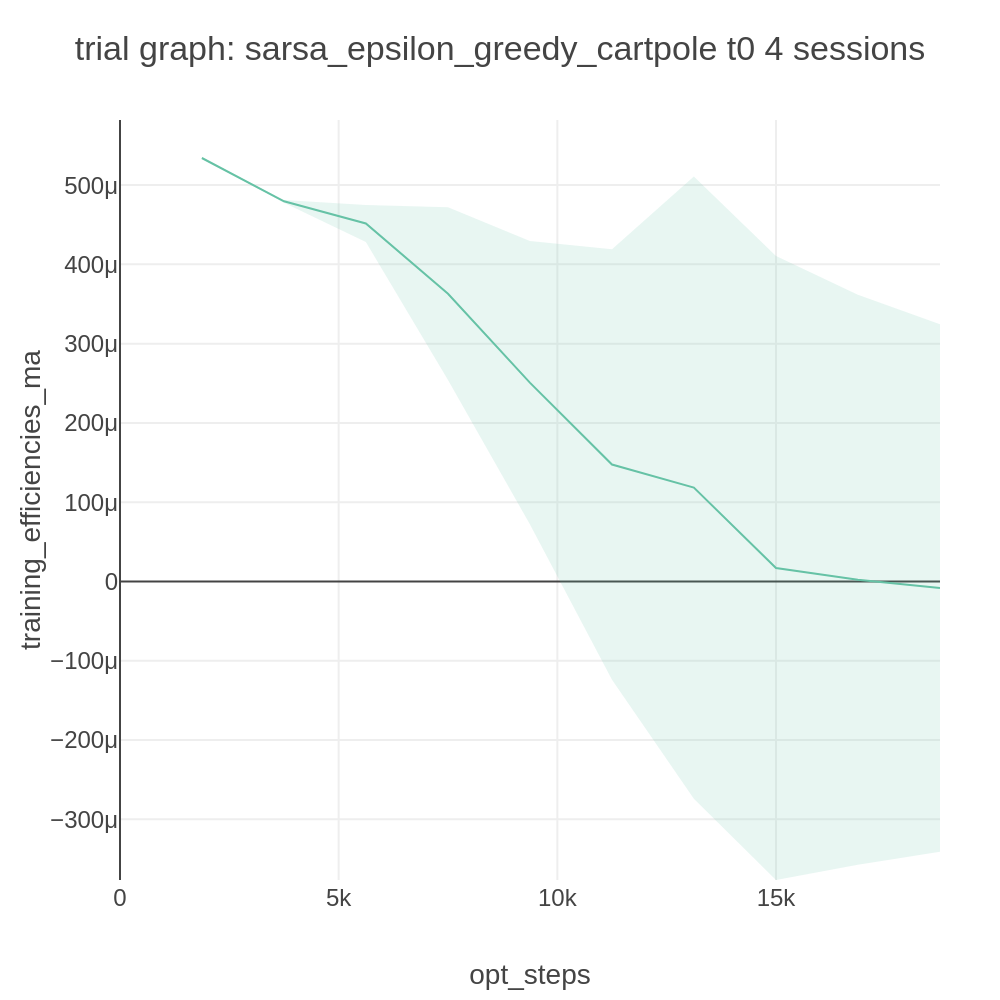 trial graph: sarsa_epsilon_greedy_cartpole t0 4 sessions
training_efficiencies_ma
500μ
400μ
300μ
200μ
100μ
0
−100μ
−200μ
−300μ
0
5k
10k
15k
opt_steps